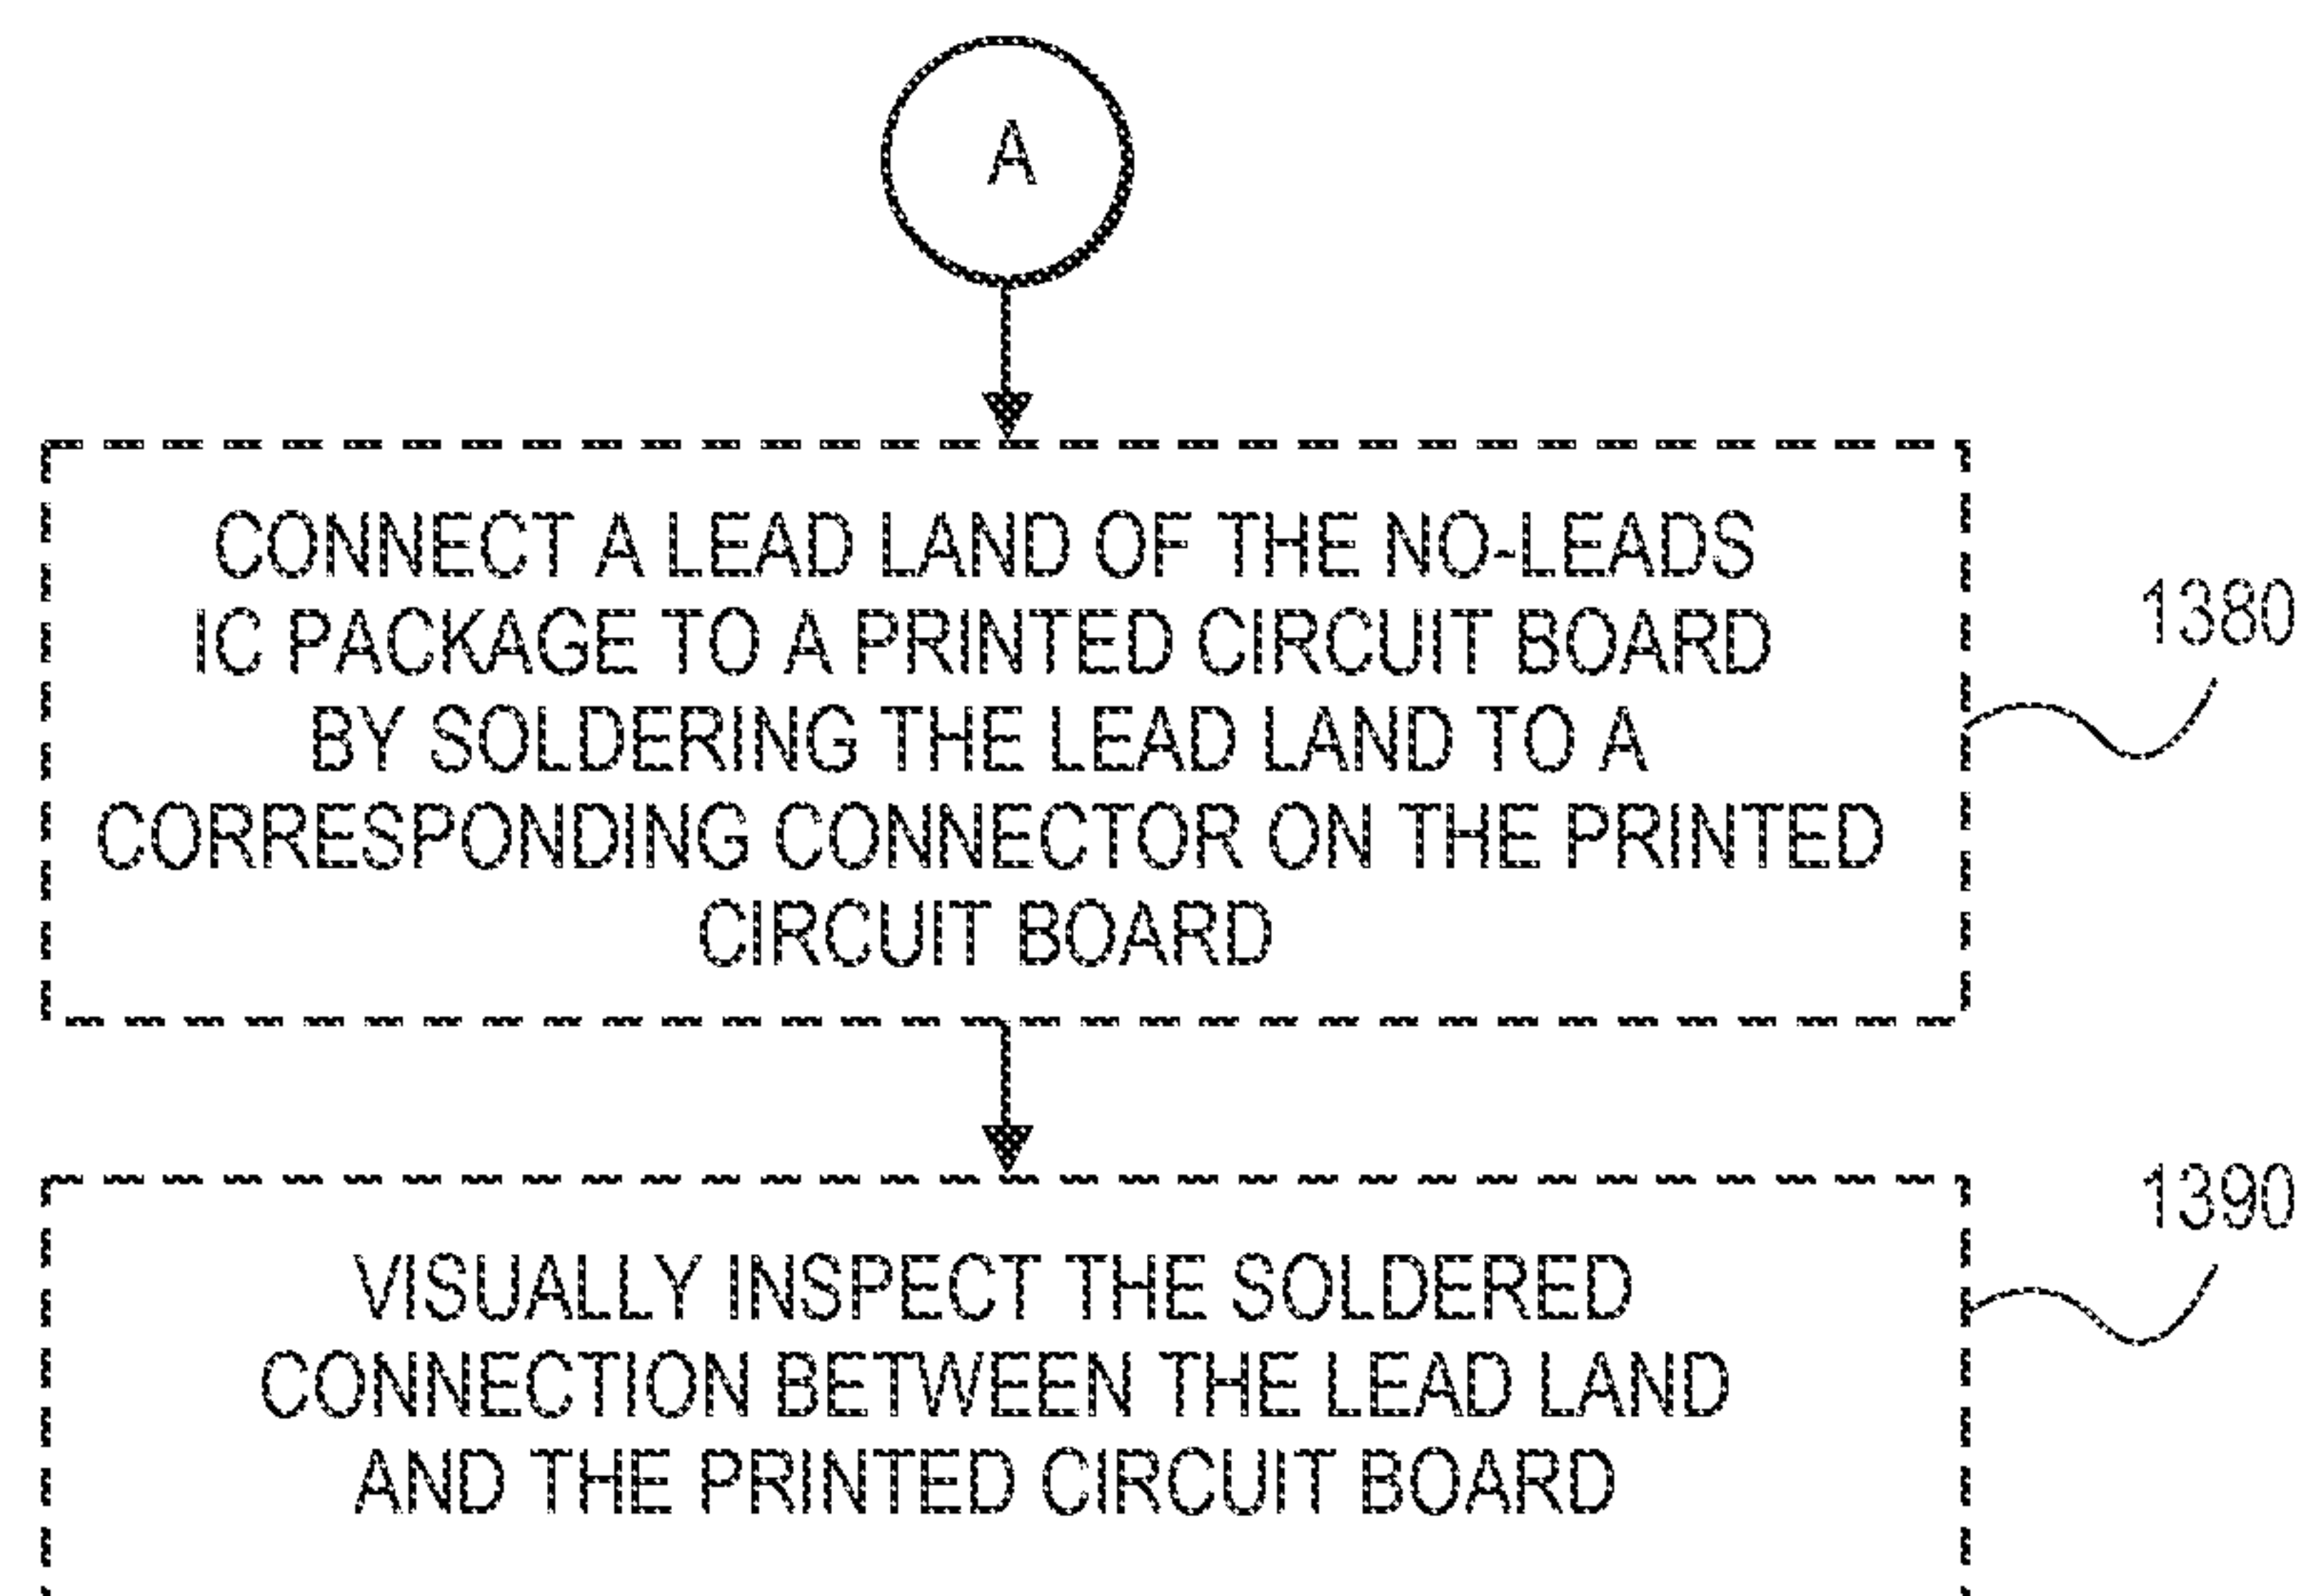 A
CONNECT A LEAD LAND OF THE NO-LEADS
IC PACKAGE TO A PRINTED CIRCUIT BOARD
BY SOLDERING THE LEAD LAND TO A
CORRESPONDING CONNECTOR ON THE PRINTED
CIRCUIT BOARD
1380
VISUALLY INSPECT THE SOLDERED
CONNECTION BETWEEN THE LEAD LAND
AND THE PRINTED CIRCUIT BOARD
1390